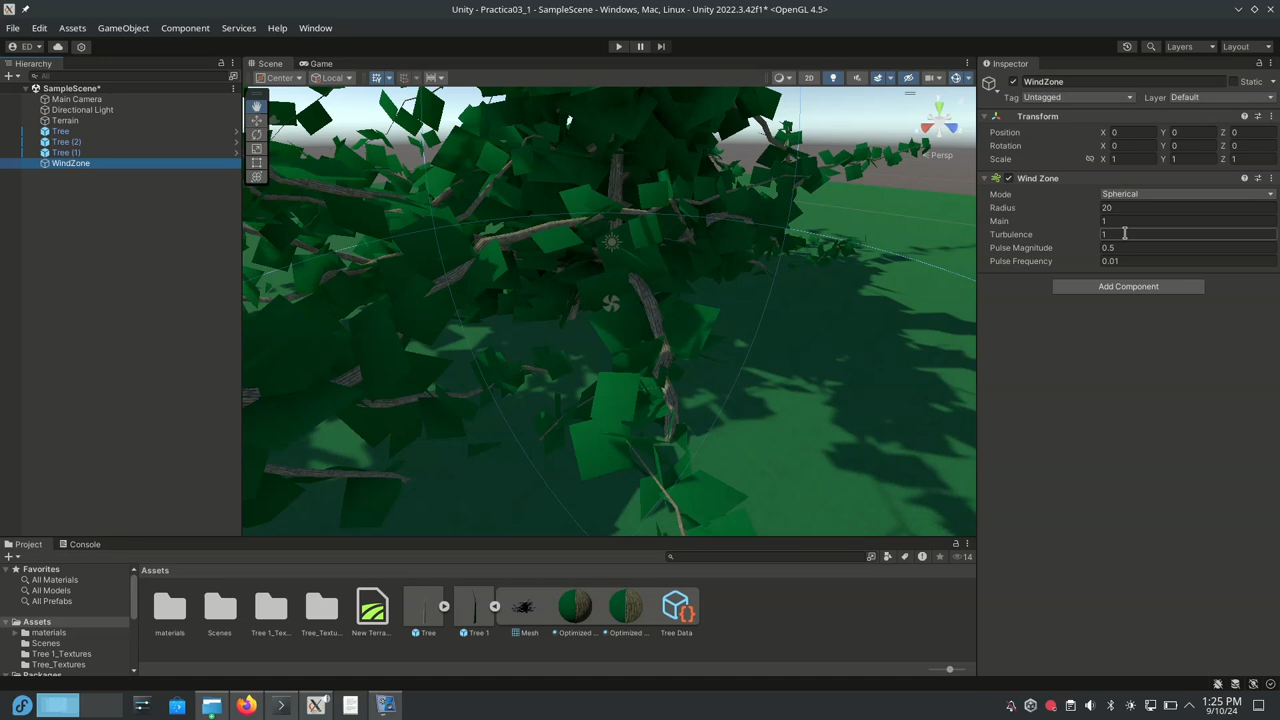 Unity - Practica03_1 - SampleScene - Windows, Mac, Linux - Unity 2022.3.42f1* <OpenGL 4.5>
File Edit Assets GameObject Component Services Help Window
ED Layers Layout
Hierarchy
All
SampleScene*
Main Camera
Directional Light
Terrain
Tree
Tree (2)
Tree (1)
WindZone
Scene Game
Center Local 2D
< Persp
Inspector
WindZone Static
Tag Untagged Layer Default
Transform
Position X 0 Y 0 Z 0
Rotation X 0 Y 0 Z 0
Scale X 1 Y 1 Z 1
Wind Zone
Mode Spherical
Radius 20
Main 1
Turbulence 1
Pulse Magnitude 0.5
Pulse Frequency 0.01
Add Component
Project Console
14
Favorites
All Materials
All Models
All Prefabs
Assets
materials
Scenes
Tree 1_Textures
Tree_Textures
Packages
Assets
materials Scenes Tree 1_Tex... Tree_Textu... New Terra... Tree Tree 1 Mesh Optimized ... Optimized ... Tree Data
1:25 PM
9/10/24